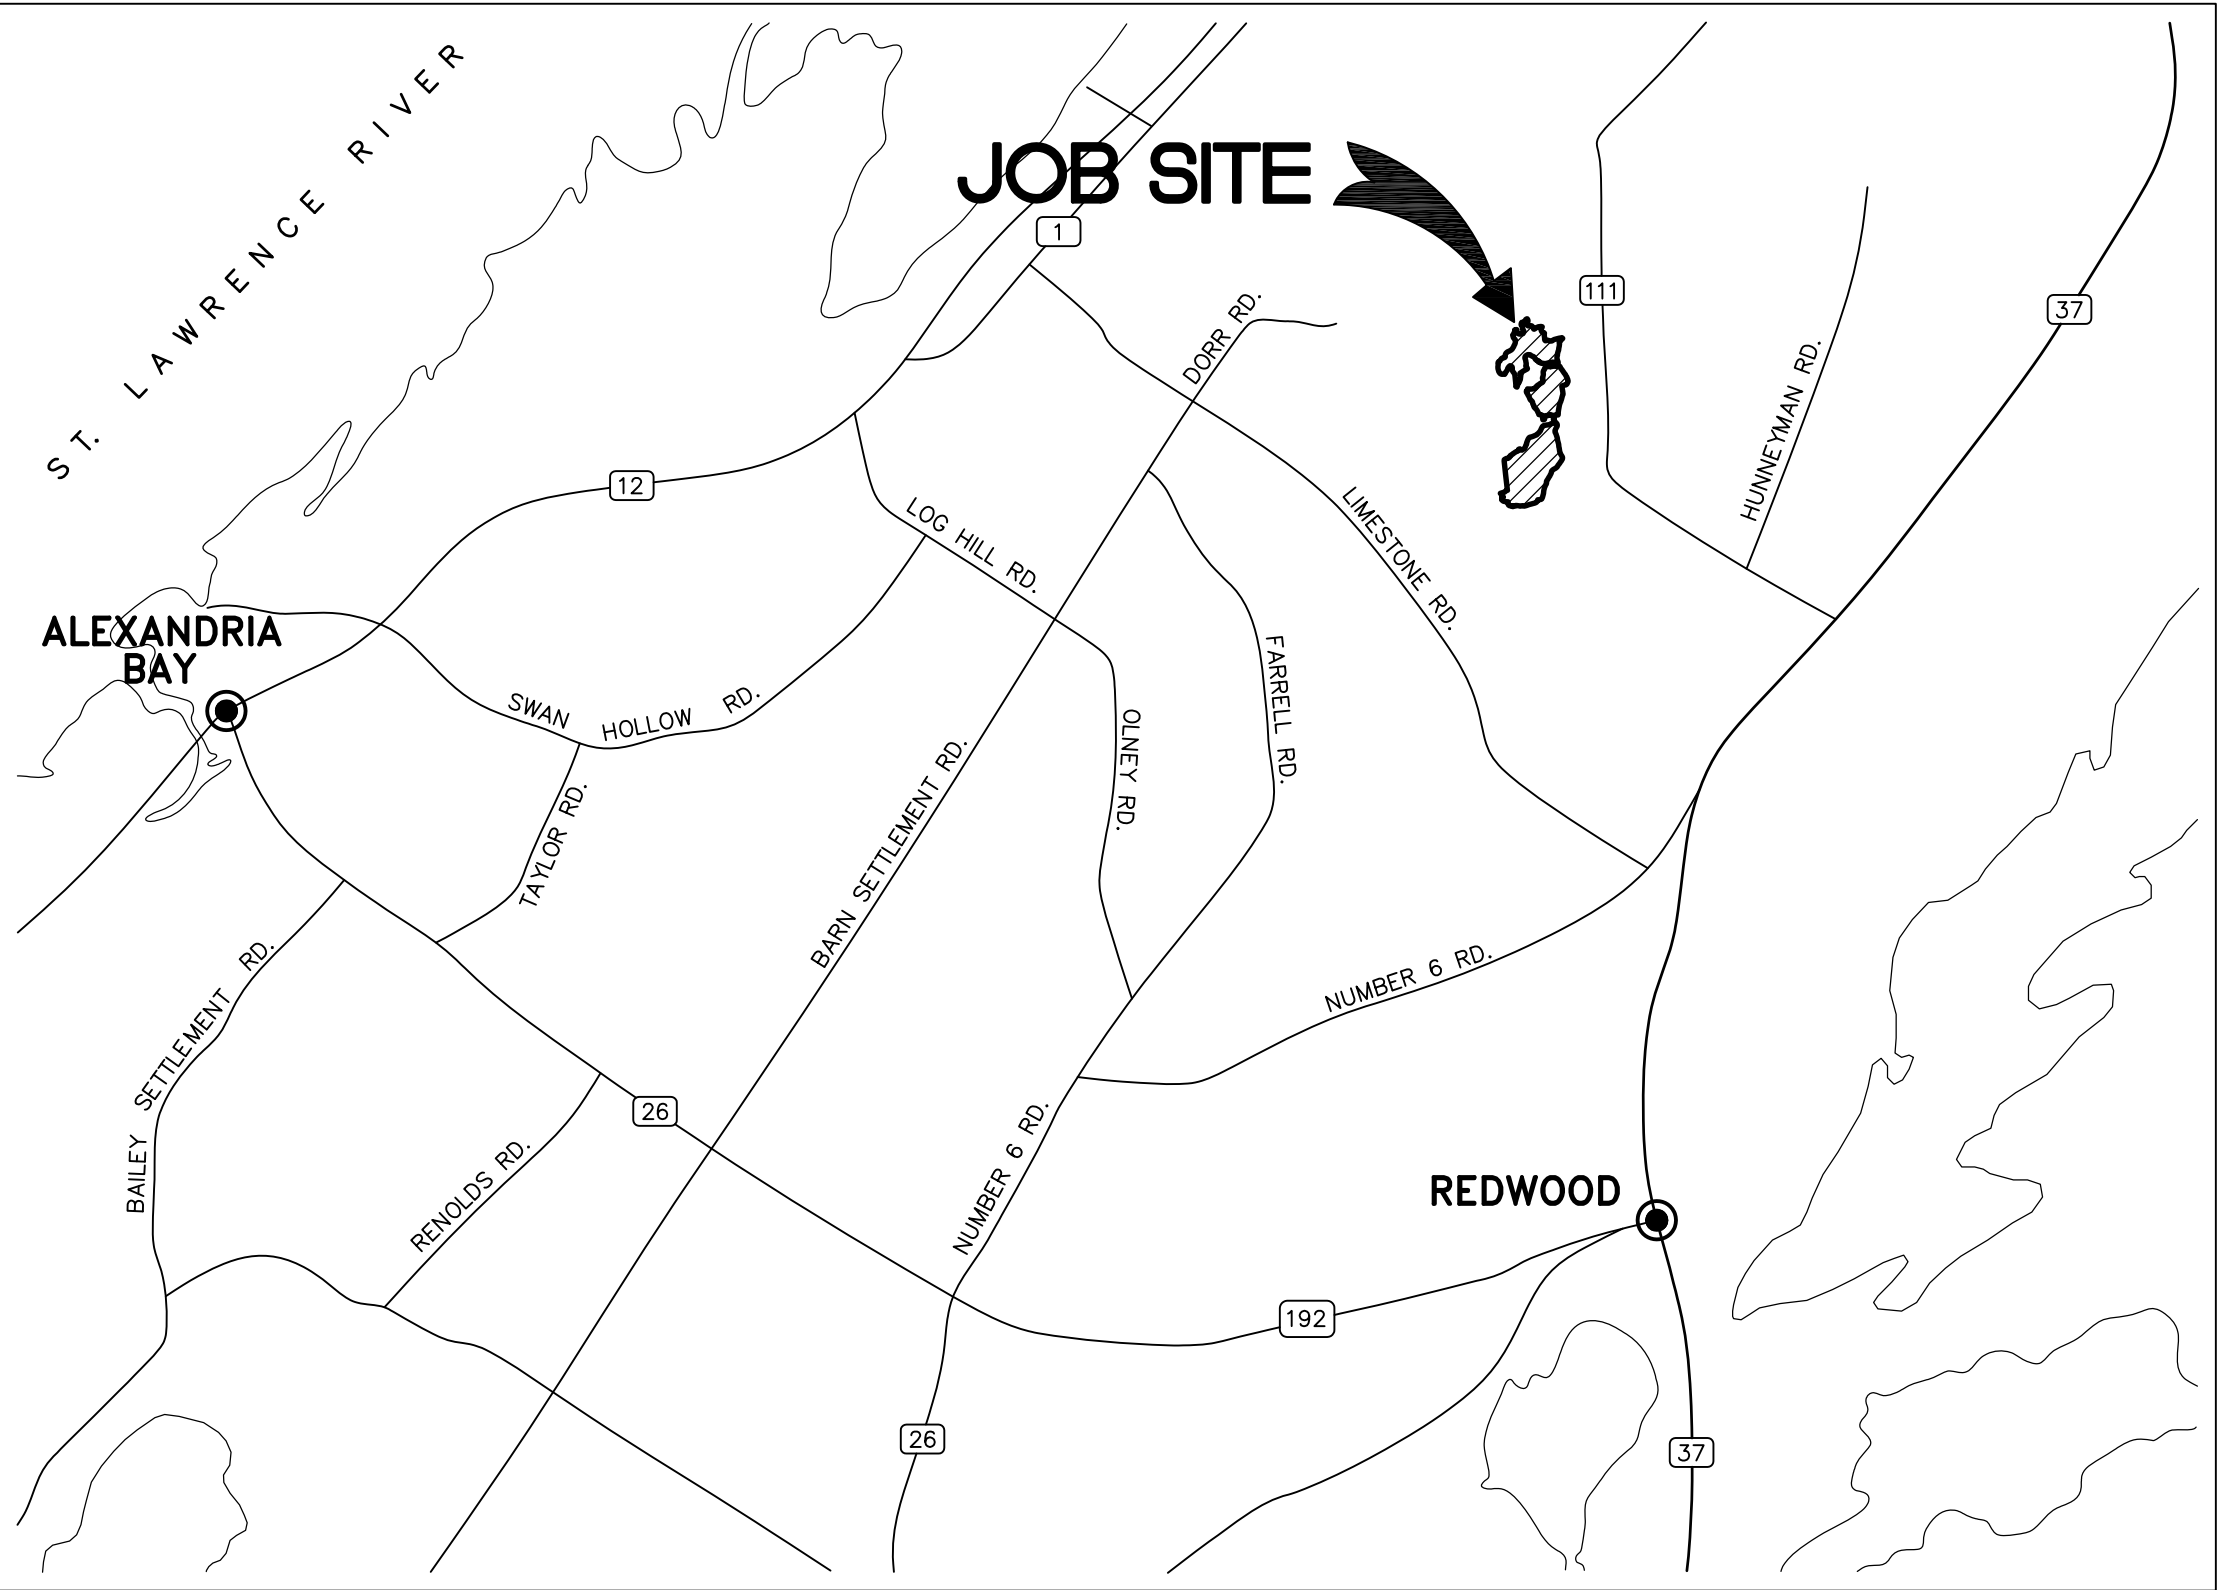 ST. LAWRENCE RIVER
JOB SITE
1
111
37
DORR RD.
HUNNEYMAN RD.
12
LOG HILL RD.
LIMESTONE RD.
ALEXANDRIA
BAY
SWAN HOLLOW RD.
FARRELL RD.
OLNEY RD.
TAYLOR RD.
BARN SETTLEMENT RD.
NUMBER 6 RD.
BAILEY SETTLEMENT RD.
26
RENOLDS RD.
NUMBER 6 RD.
REDWOOD
192
26
37